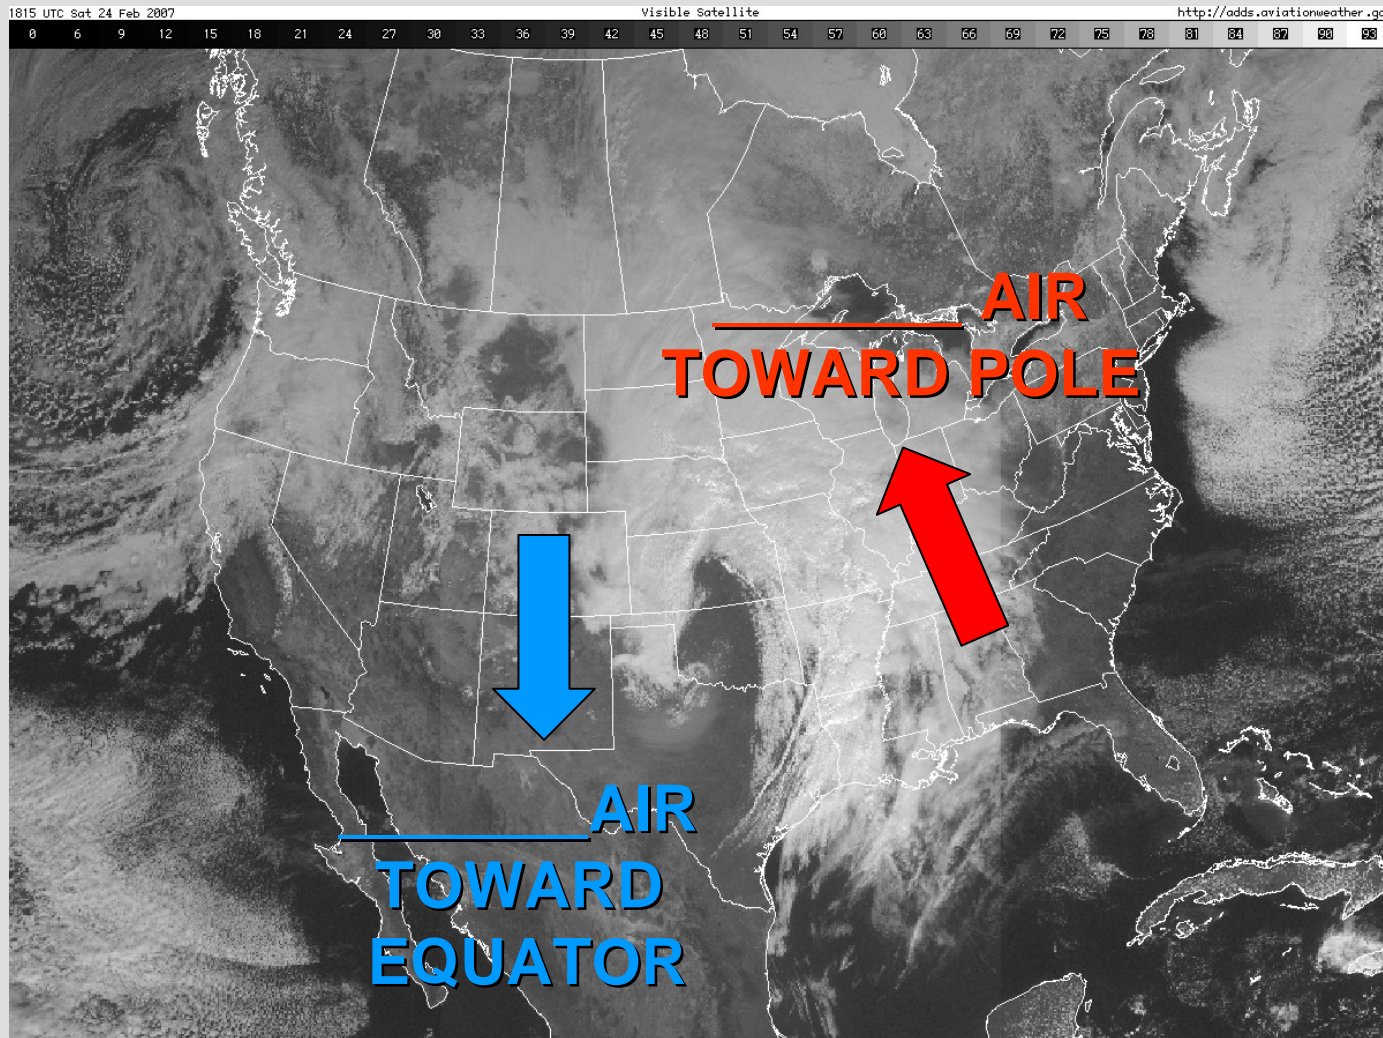 1815 UTC Sat 24 Feb 2007 Visible Satellite http://adds.aviationweather.go
0 6 9 12 15 18 21 24 27 30 33 36 39 42 45 48 51 54 57 60 63 66 69 72 75 78 81 84 87 90 93
__________ AIR
TOWARD POLE
__________AIR
TOWARD
EQUATOR